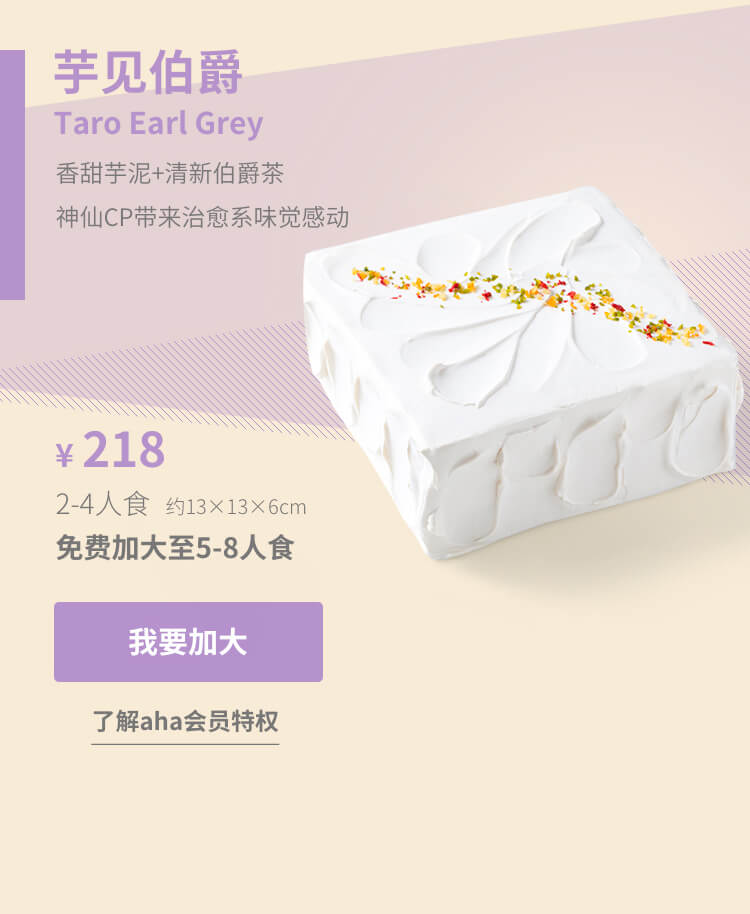 芋见伯爵
Taro Earl Grey
香甜芋泥+清新伯爵茶
神仙CP带来治愈系味觉感动
¥ 218
2-4人食 约13×13×6cm
免费加大至5-8人食
我要加大
了解aha会员特权